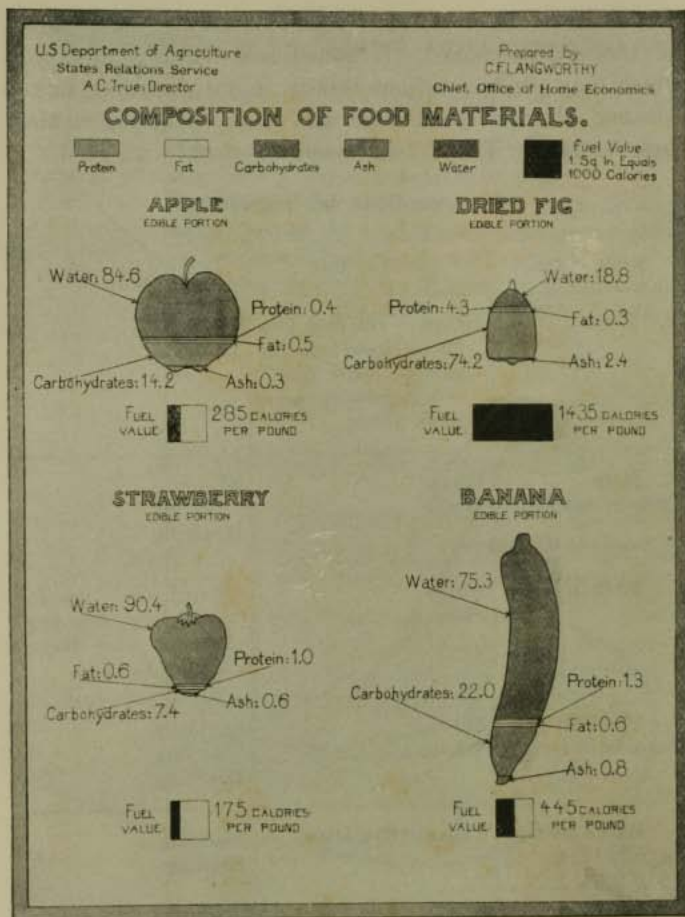 U.S Department of Agriculture
States Relations Service
A.C. True: Director
Prepared by
C.F. LANGWORTHY
Chief, Office of Home Economics
COMPOSITION OF FOOD MATERIALS.
Protein
Fat
Carbohydrates
Ash
Water
Fuel Value
1 Sq. In. Equals
1000 Calories
APPLE
EDIBLE PORTION
Water: 84.6
Protein: 0.4
Fat: 0.5
Carbohydrates: 14.2
Ash: 0.3
FUEL VALUE 285 CALORIES
PER POUND
DRIED FIG
EDIBLE PORTION
Water: 18.8
Protein: 4.3
Fat: 0.3
Carbohydrates: 74.2
Ash: 2.4
FUEL VALUE 1435 CALORIES
PER POUND
STRAWBERRY
EDIBLE PORTION
Water: 90.4
Protein: 1.0
Fat: 0.6
Carbohydrates: 7.4
Ash: 0.6
FUEL VALUE 175 CALORIES
PER POUND
BANANA
EDIBLE PORTION
Water: 75.3
Carbohydrates: 22.0
Protein: 1.3
Fat: 0.6
Ash: 0.8
FUEL VALUE 445 CALORIES
PER POUND